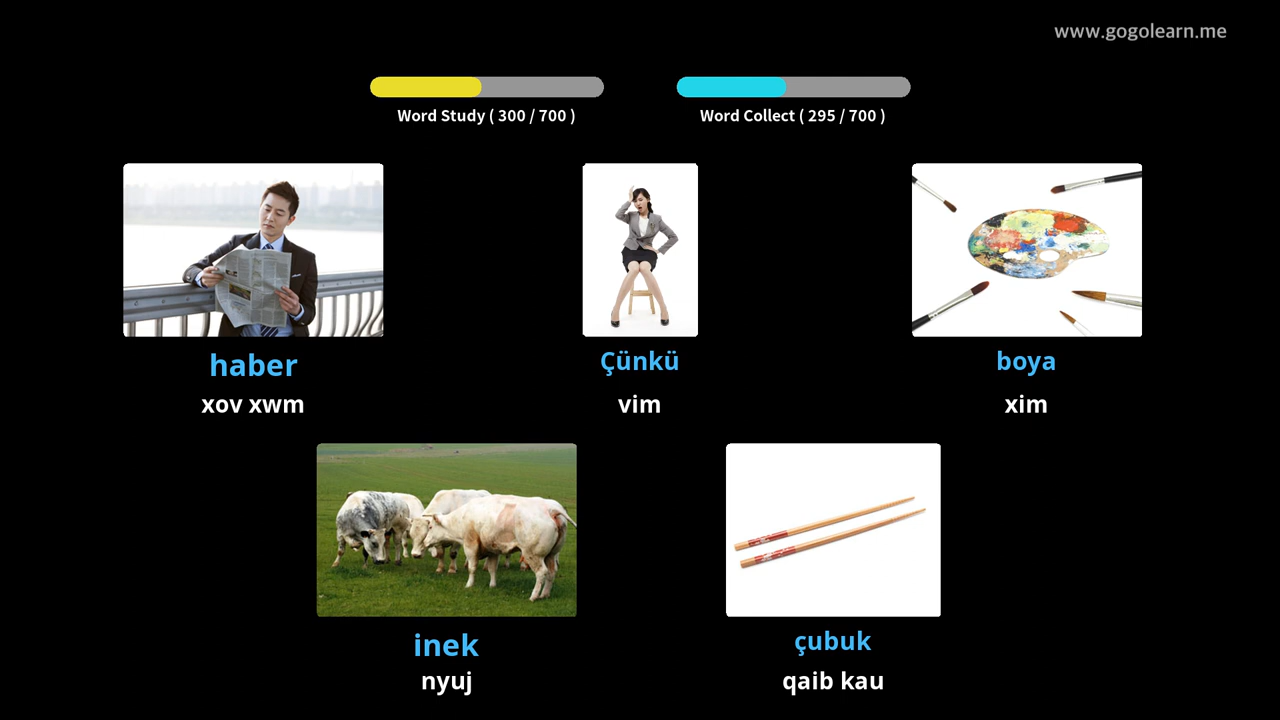 www.gogolearn.me
Word Study ( 300 / 700 )
Word Collect ( 295 / 700 )
haber
Çünkü
boya
xov xwm
vim
xim
inek
çubuk
nyuj
qaib kau